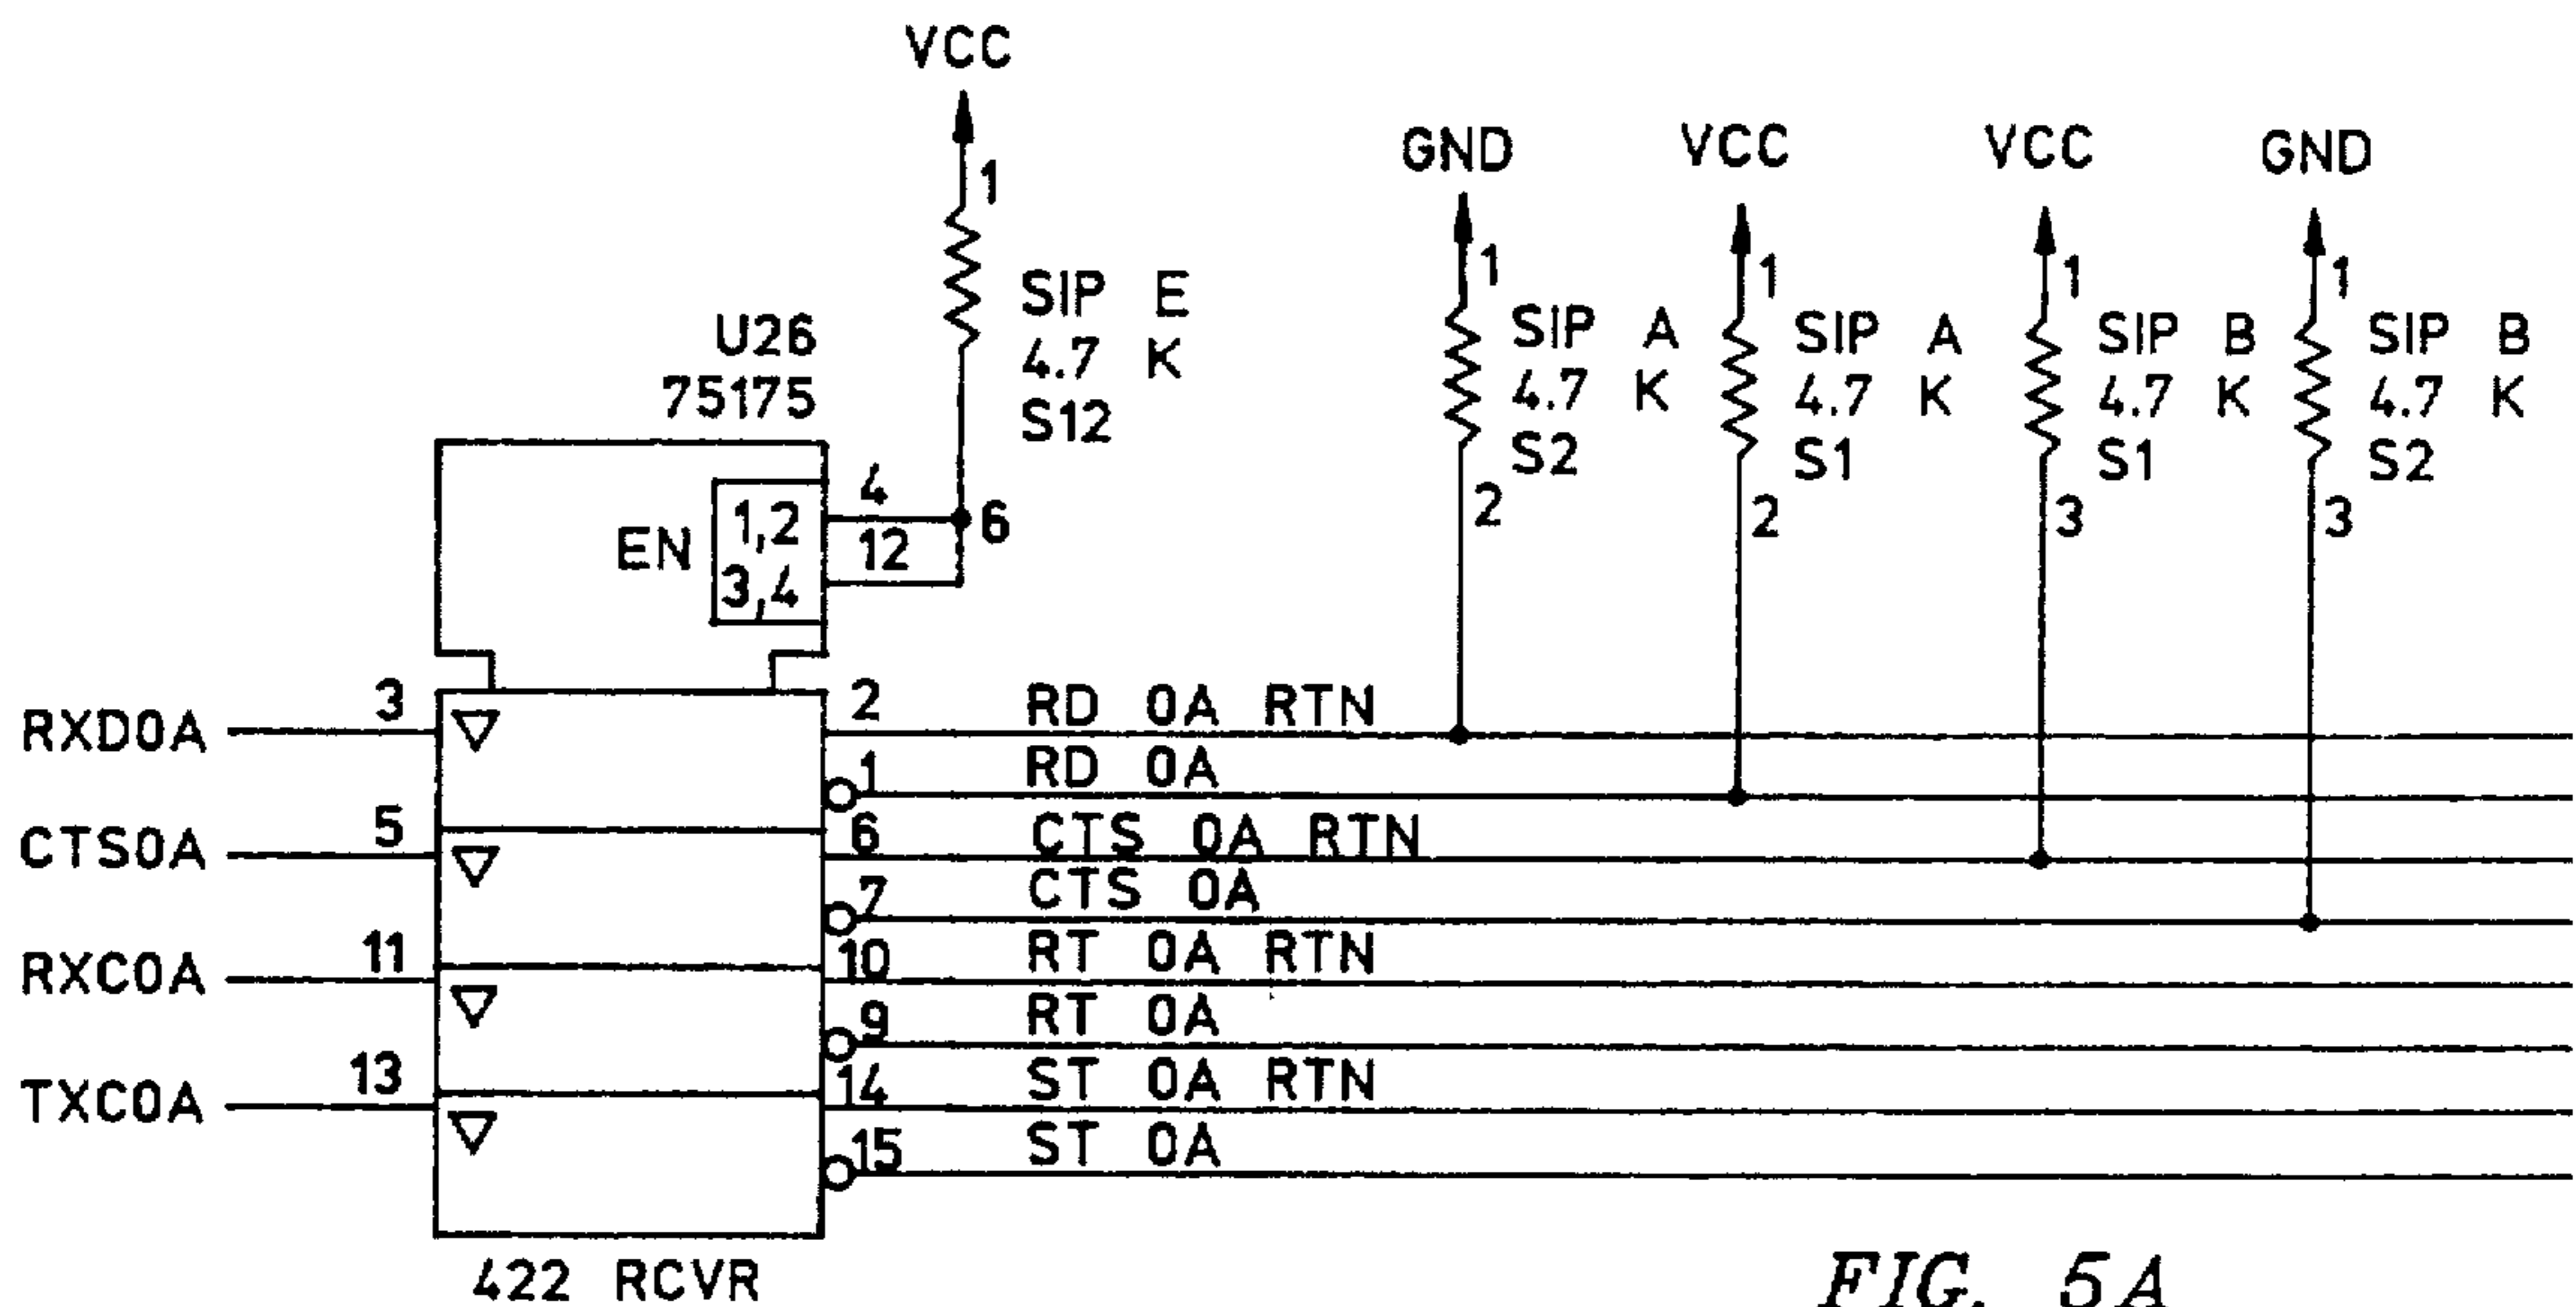 VCC
1
SIP E
4.7 K
S12
GND
1
SIP A
4.7 K
S2
2
VCC
1
SIP A
4.7 K
S1
2
VCC
1
SIP B
4.7 K
S1
3
GND
1
SIP B
4.7 K
S2
3
U26
75175
EN
1,2
3,4
4
12
6
RXD0A 3
2 RD 0A RTN
1 RD 0A
CTS0A 5
6 CTS 0A RTN
7 CTS 0A
RXC0A 11
10 RT 0A RTN
9 RT 0A
TXC0A 13
14 ST 0A RTN
15 ST 0A
422 RCVR
FIG. 5A